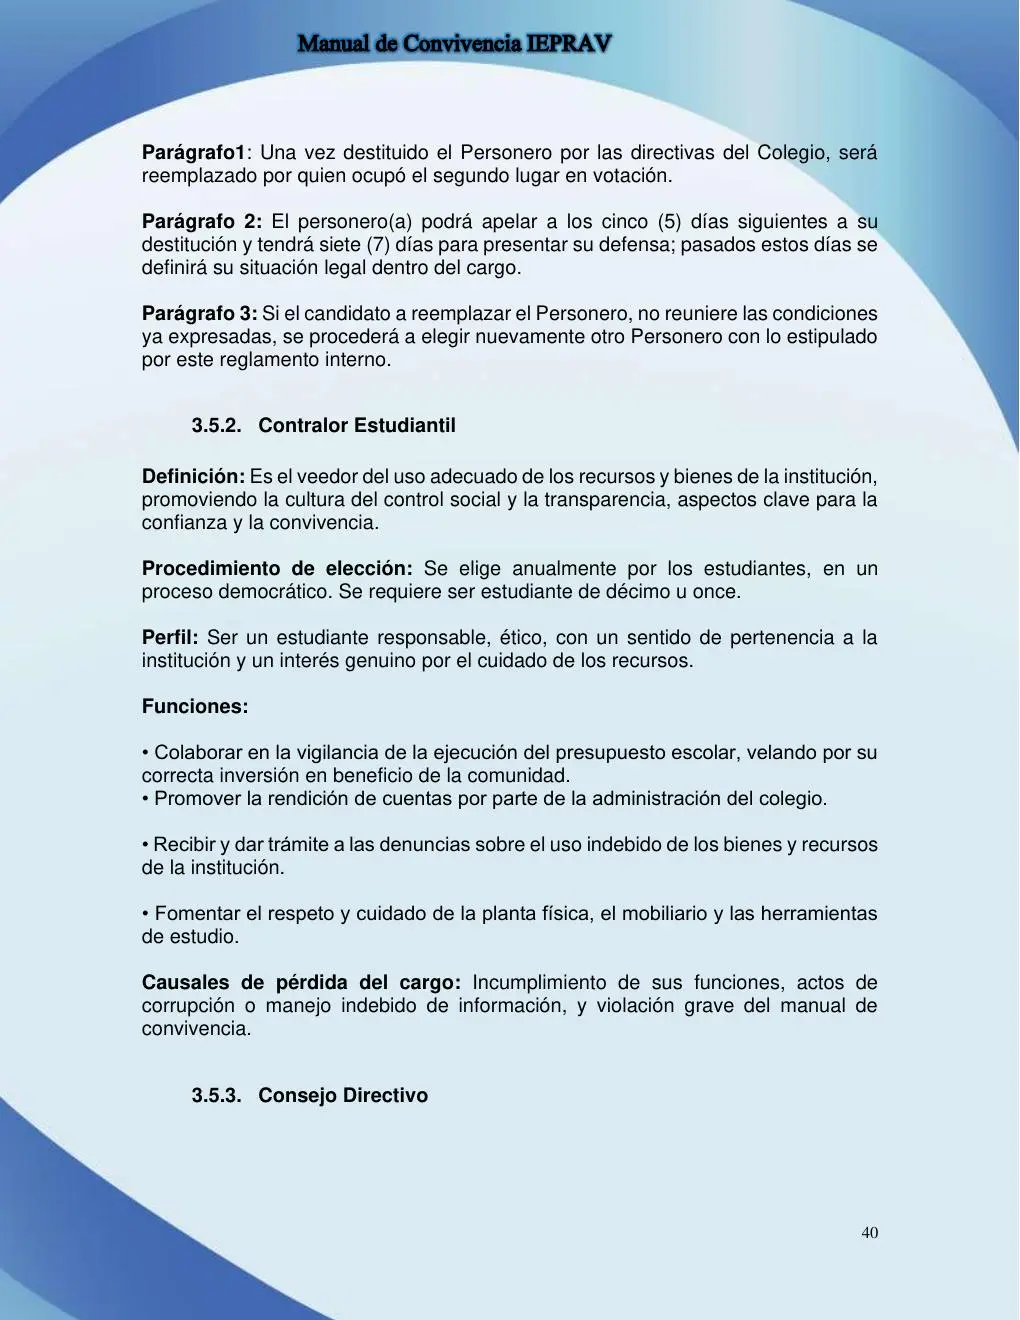 Manual de Convivencia IEPRAV
Parágrafo1: Una vez destituido el Personero por las directivas del Colegio, será
reemplazado por quien ocupó el segundo lugar en votación.
Parágrafo 2: El personero(a) podrá apelar a los cinco (5) días siguientes a su
destitución y tendrá siete (7) días para presentar su defensa; pasados estos días se
definirá su situación legal dentro del cargo.
Parágrafo 3: Si el candidato a reemplazar el Personero, no reuniere las condiciones
ya expresadas, se procederá a elegir nuevamente otro Personero con lo estipulado
por este reglamento interno.
3.5.2. Contralor Estudiantil
Definición: Es el veedor del uso adecuado de los recursos y bienes de la institución,
promoviendo la cultura del control social y la transparencia, aspectos clave para la
confianza y la convivencia.
Procedimiento de elección: Se elige anualmente por los estudiantes, en un
proceso democrático. Se requiere ser estudiante de décimo u once.
Perfil: Ser un estudiante responsable, ético, con un sentido de pertenencia a la
institución y un interés genuino por el cuidado de los recursos.
Funciones:
• Colaborar en la vigilancia de la ejecución del presupuesto escolar, velando por su
correcta inversión en beneficio de la comunidad.
• Promover la rendición de cuentas por parte de la administración del colegio.
• Recibir y dar trámite a las denuncias sobre el uso indebido de los bienes y recursos
de la institución.
• Fomentar el respeto y cuidado de la planta física, el mobiliario y las herramientas
de estudio.
Causales de pérdida del cargo: Incumplimiento de sus funciones, actos de
corrupción o manejo indebido de información, y violación grave del manual de
convivencia.
3.5.3. Consejo Directivo
40